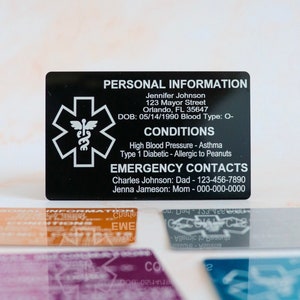 PERSONAL INFORMATION
Jennifer Johnson
123 Mayor Street
Orlando, FL 35647
DOB: 05/14/1990 Blood Type: O-
CONDITIONS
High Blood Pressure - Asthma
Type 1 Diabetic - Allergic to Peanuts
EMERGENCY CONTACTS
Charles Johnson: Dad - 123-456-7890
Jenna Jameson: Mom - 000-000-0000